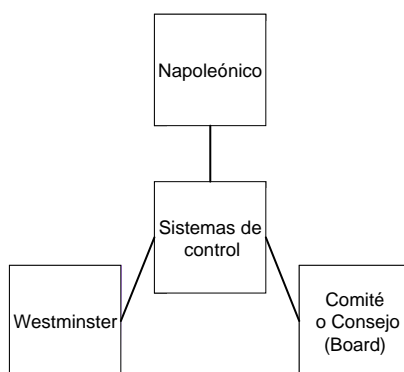 Napoleónico
Sistemas de
control
Westminster
Comité
o Consejo
(Board)